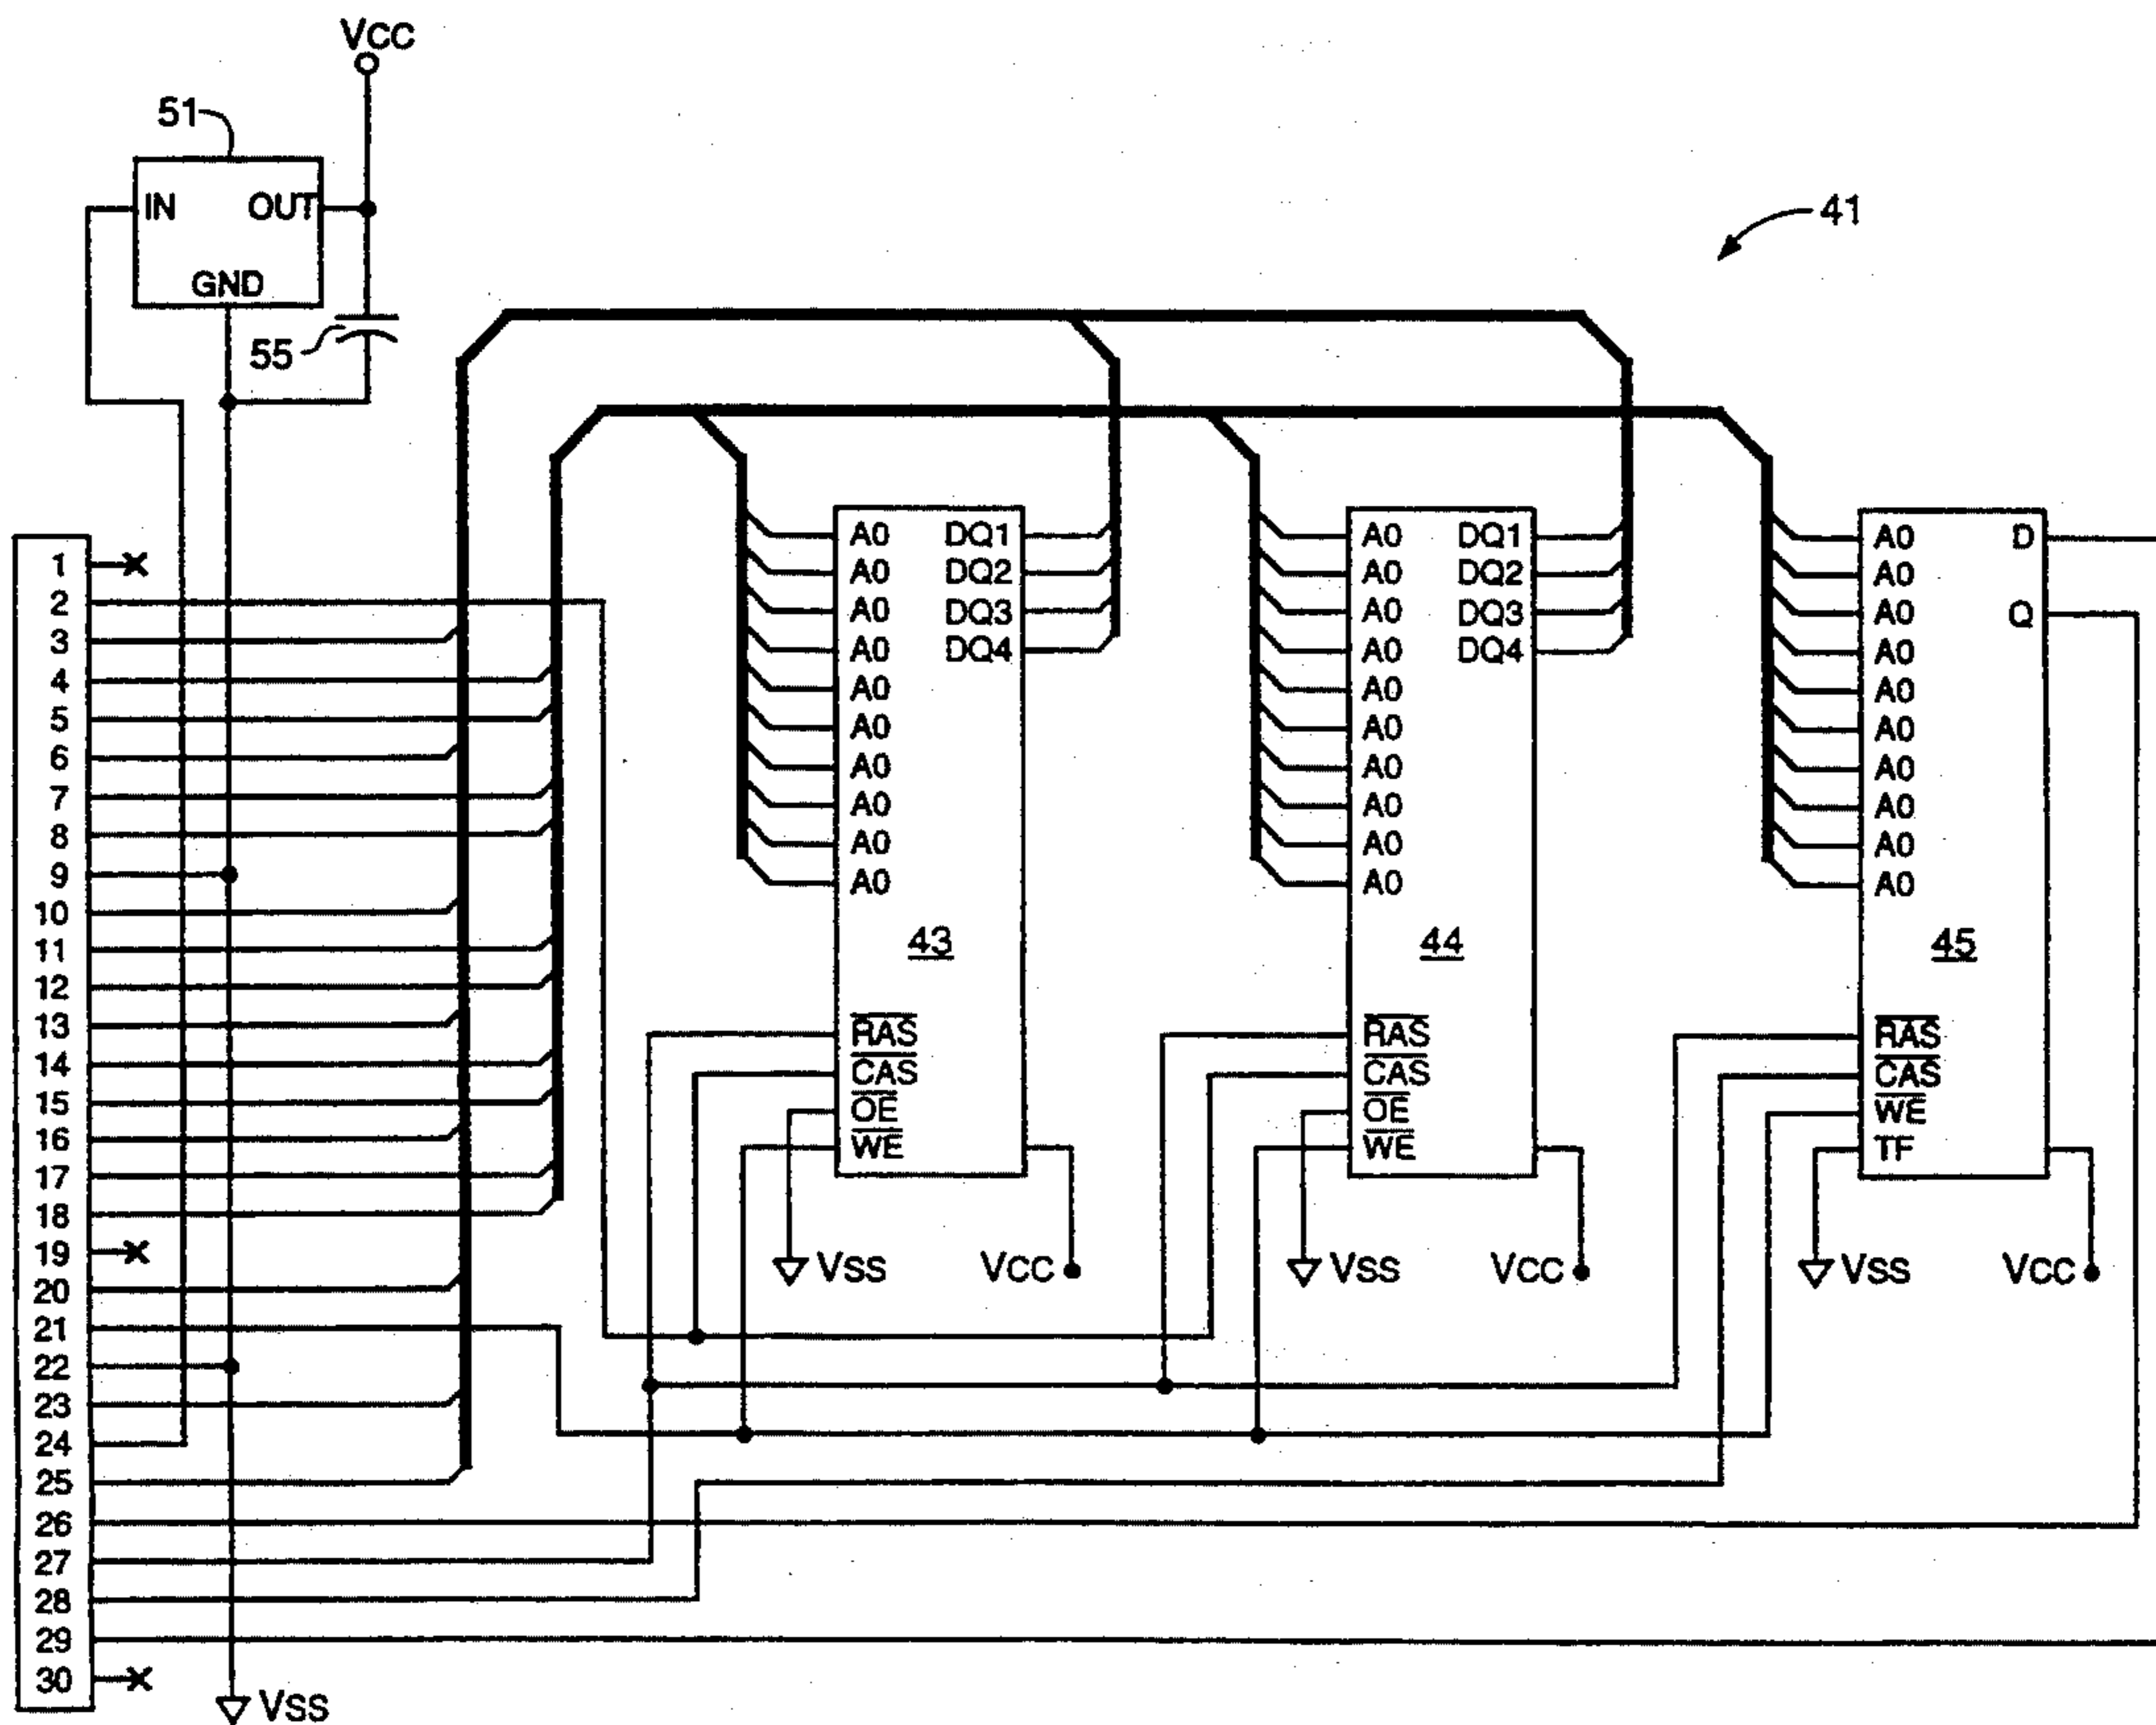 VCC
51
IN OUT
GND
55
41
1
2
3
4
5
6
7
8
9
10
11
12
13
14
15
16
17
18
19
20
21
22
23
24
25
26
27
28
29
30
VSS
A0 DQ1
A0 DQ2
A0 DQ3
A0 DQ4
A0
A0
A0
A0
A0
A0
43
RAS
CAS
OE
WE
VSS
VCC
A0 DQ1
A0 DQ2
A0 DQ3
A0 DQ4
A0
A0
A0
A0
A0
A0
44
RAS
CAS
OE
WE
VSS
VCC
A0 D
A0
A0 Q
A0
A0
A0
A0
A0
A0
A0
45
RAS
CAS
WE
TF
VSS
VCC